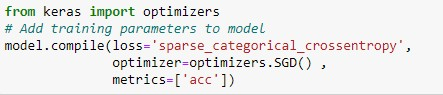 from keras import optimizers
# Add training parameters to model
model.compile(loss='sparse_categorical_crossentropy',
              optimizer=optimizers.SGD() ,
              metrics=['acc'])